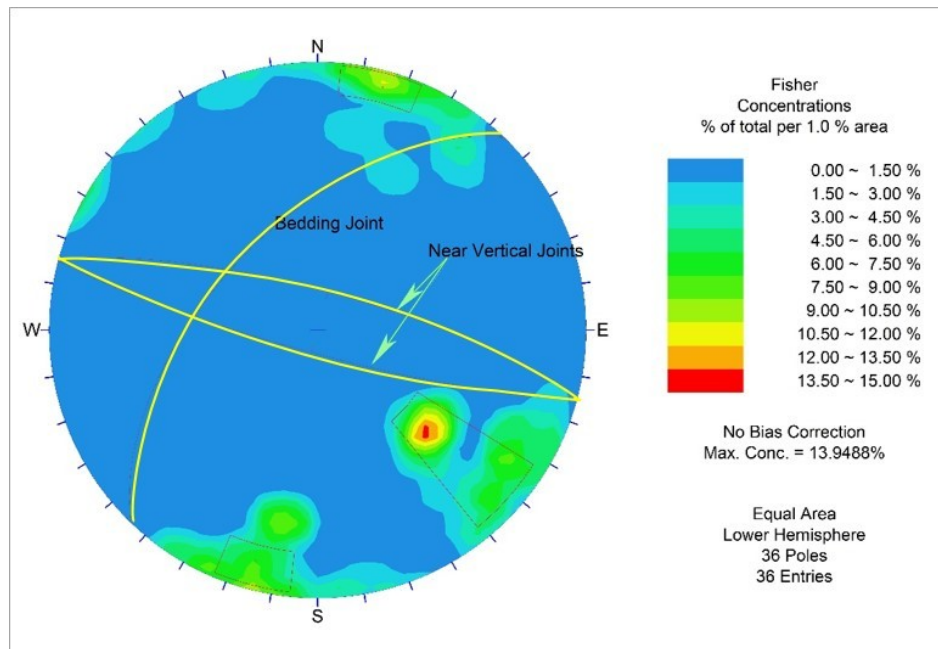 N
Bedding Joint
Near Vertical Joints
W
E
S
Fisher
Concentrations
% of total per 1.0 % area
0.00 ~ 1.50 %
1.50 ~ 3.00 %
3.00 ~ 4.50 %
4.50 ~ 6.00 %
6.00 ~ 7.50 %
7.50 ~ 9.00 %
9.00 ~ 10.50 %
10.50 ~ 12.00 %
12.00 ~ 13.50 %
13.50 ~ 15.00 %
No Bias Correction
Max. Conc. = 13.9488%
Equal Area
Lower Hemisphere
36 Poles
36 Entries